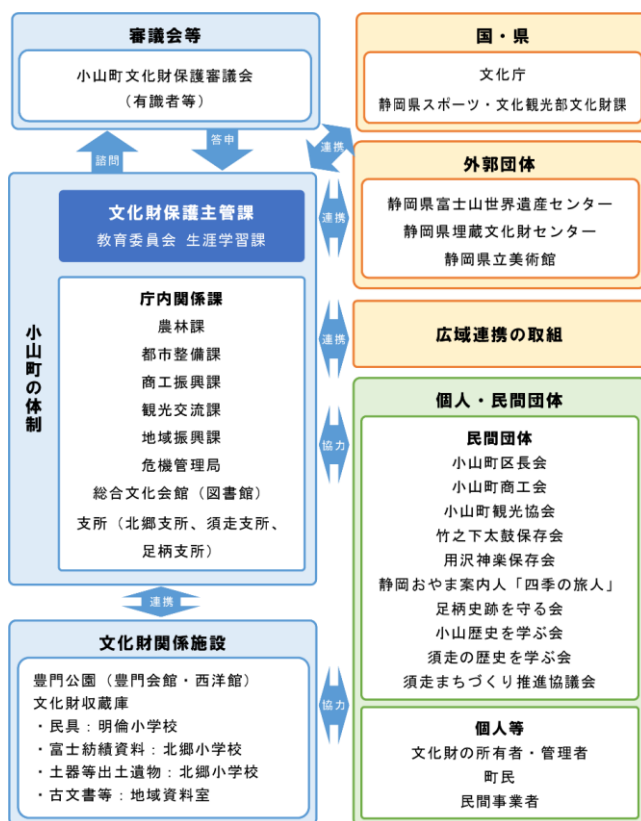 審議会等
小山町文化財保護審議会
(有識者等)
諮問
答申
連携
国・県
文化庁
静岡県スポーツ・文化観光部文化財課
外郭団体
静岡県富士山世界遺産センター
静岡県埋蔵文化財センター
静岡県立美術館
連携
小山町の体制
文化財保護主管課
教育委員会 生涯学習課
庁内関係課
農林課
都市整備課
商工振興課
観光交流課
地域振興課
危機管理局
総合文化会館（図書館）
支所（北郷支所、須走支所、
足柄支所）
連携
広域連携の取組
協力
個人・民間団体
民間団体
小山町区長会
小山町商工会
小山町観光協会
竹之下太鼓保存会
用沢神楽保存会
静岡おやま案内人「四季の旅人」
足柄史跡を守る会
小山歴史を学ぶ会
須走の歴史を学ぶ会
須走まちづくり推進協議会
個人等
文化財の所有者・管理者
町民
民間事業者
連携
文化財関係施設
豊門公園（豊門会館・西洋館）
文化財収蔵庫
・民具：明倫小学校
・富士紡績資料：北郷小学校
・土器等出土遺物：北郷小学校
・古文書等：地域資料室
協力